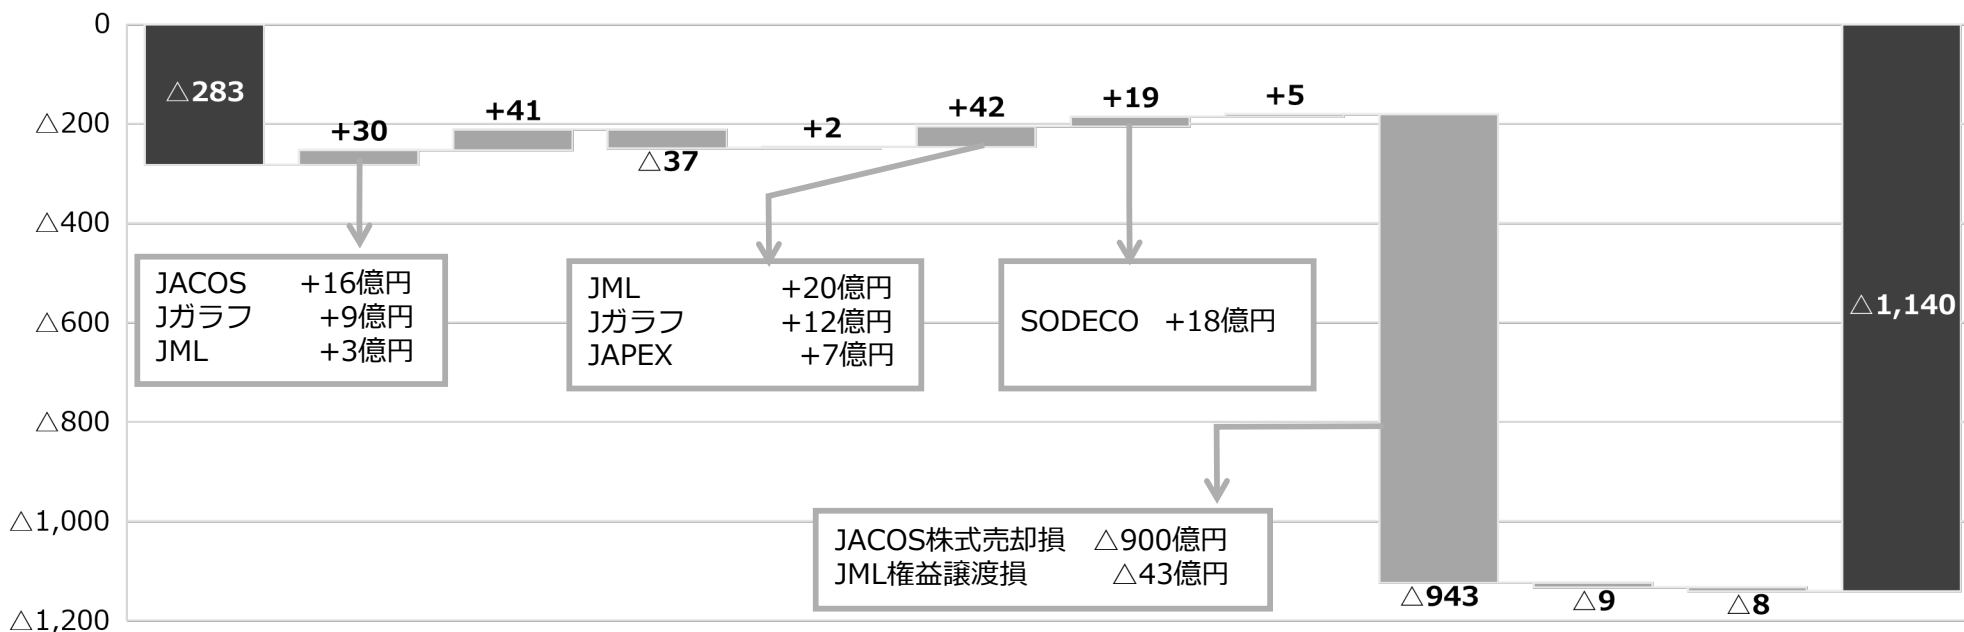 0
△200
△400
△600
△800
△1,000
△1,200
△283
+30
+41
△37
+2
+42
+19
+5
△943
△9
△8
△1,140
JACOS +16億円
Jガラフ +9億円
JML +3億円
JML +20億円
Jガラフ +12億円
JAPEX +7億円
SODECO +18億円
JACOS株式売却損 △900億円
JML権益譲渡損 △43億円